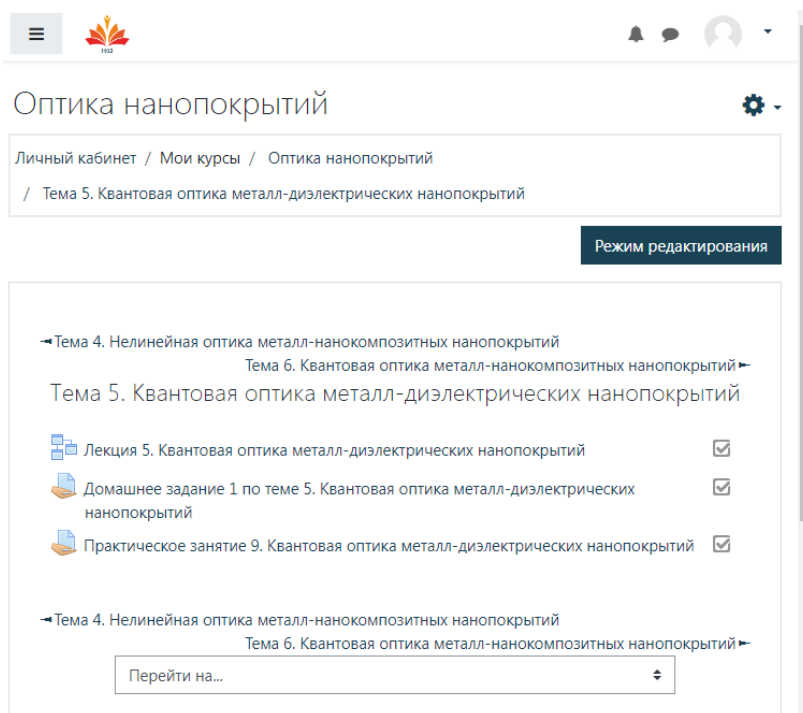 1932
Оптика нанопокрытий
Личный кабинет / Мои курсы / Оптика нанопокрытий
/ Тема 5. Квантовая оптика металл-диэлектрических нанопокрытий
Режим редактирования
Тема 4. Нелинейная оптика металл-нанокомпозитных нанопокрытий
Тема 6. Квантовая оптика металл-нанокомпозитных нанопокрытий
Тема 5. Квантовая оптика металл-диэлектрических нанопокрытий
Лекция 5. Квантовая оптика металл-диэлектрических нанопокрытий
Домашнее задание 1 по теме 5. Квантовая оптика металл-диэлектрических
нанопокрытий
Практическое занятие 9. Квантовая оптика металл-диэлектрических нанопокрытий
Тема 4. Нелинейная оптика металл-нанокомпозитных нанопокрытий
Тема 6. Квантовая оптика металл-нанокомпозитных нанопокрытий
Перейти на...